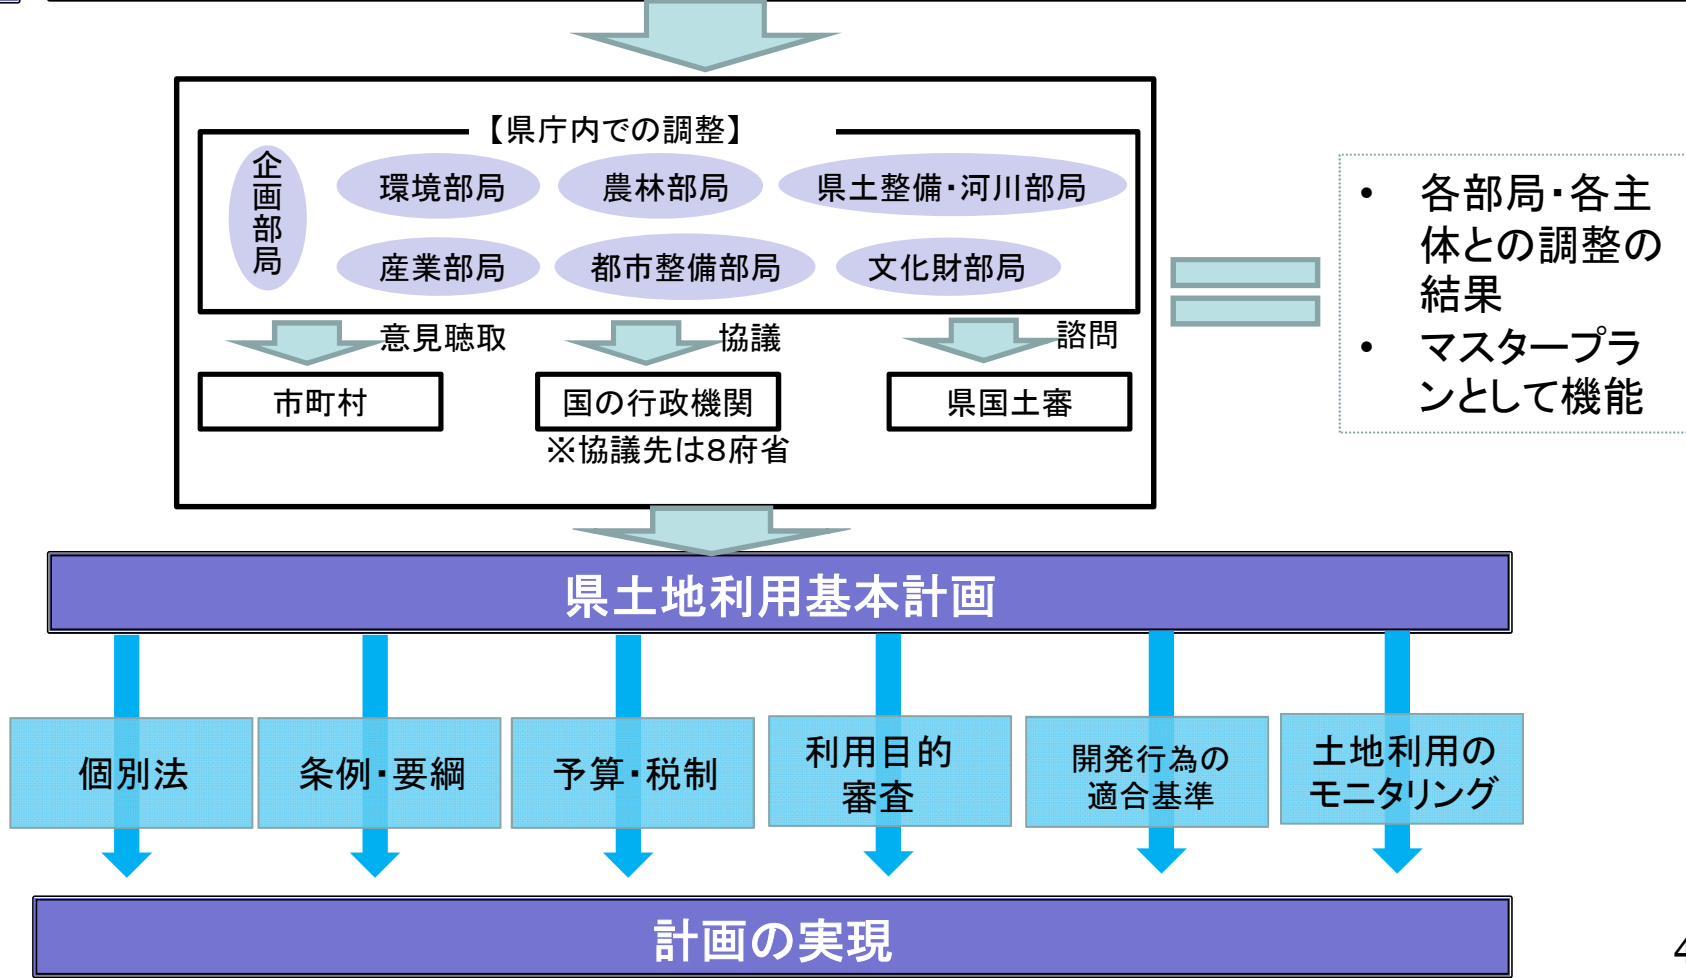 【県庁内での調整】
企画部局
環境部局
農林部局
県土整備・河川部局
産業部局
都市整備部局
文化財部局
意見聴取
協議
諮問
市町村
国の行政機関
県国土審
※協議先は８府省
• 各部局・各主
体との調整の
結果
• マスタープラ
ンとして機能
県土地利用基本計画
個別法
条例・要綱
予算・税制
利用目的
審査
開発行為の
適合基準
土地利用の
モニタリング
計画の実現
4